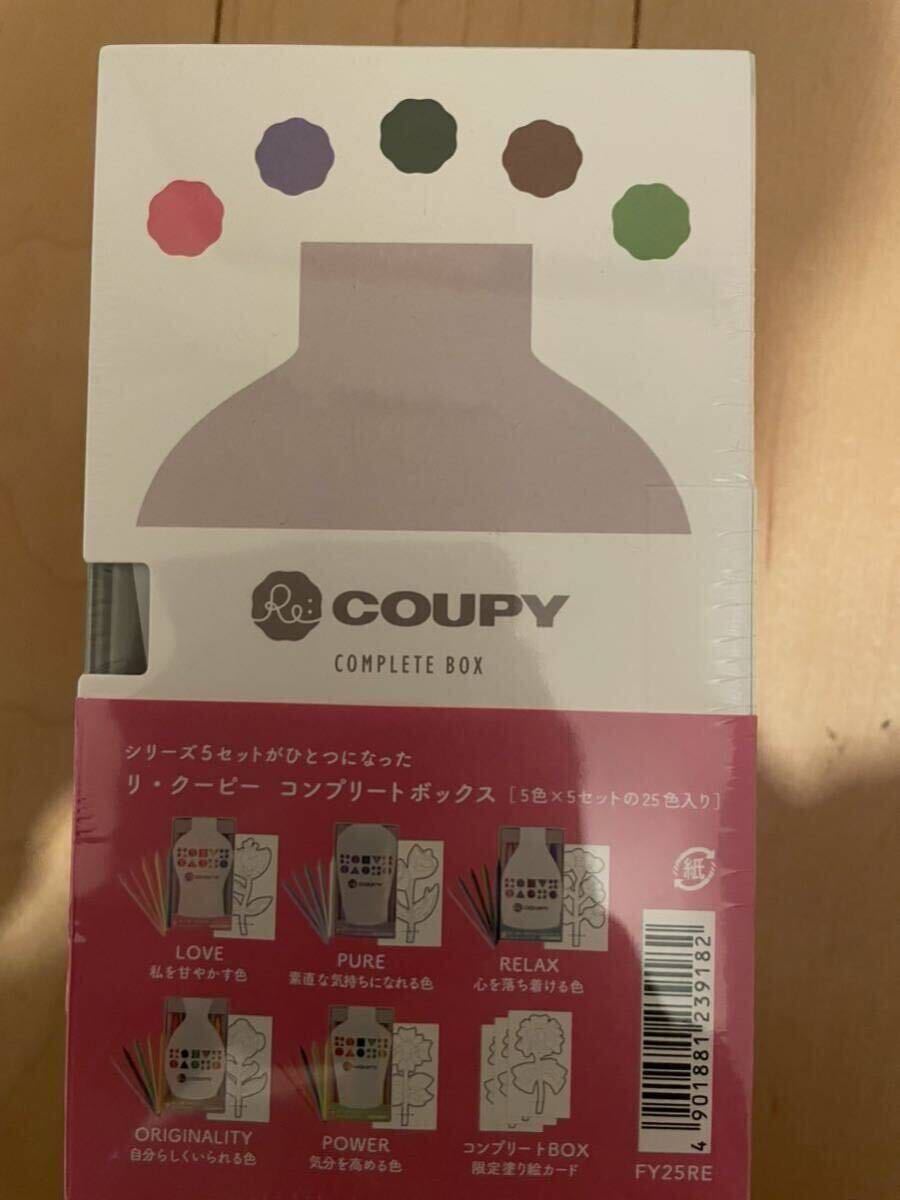 Re: COUPY
COMPLETE BOX
シリーズ5セットがひとつになった
リ・クーピー コンプリートボックス [5色×5セットの25色入り]
紙
COUPY
LOVE
私を甘やかす色
PURE
素直な気持ちになれる色
RELAX
心を落ち着ける色
ORIGINALITY
自分らしくいられる色
POWER
気分を高める色
コンプリートBOX
限定塗り絵カード
4 901881 239182
FY25RE